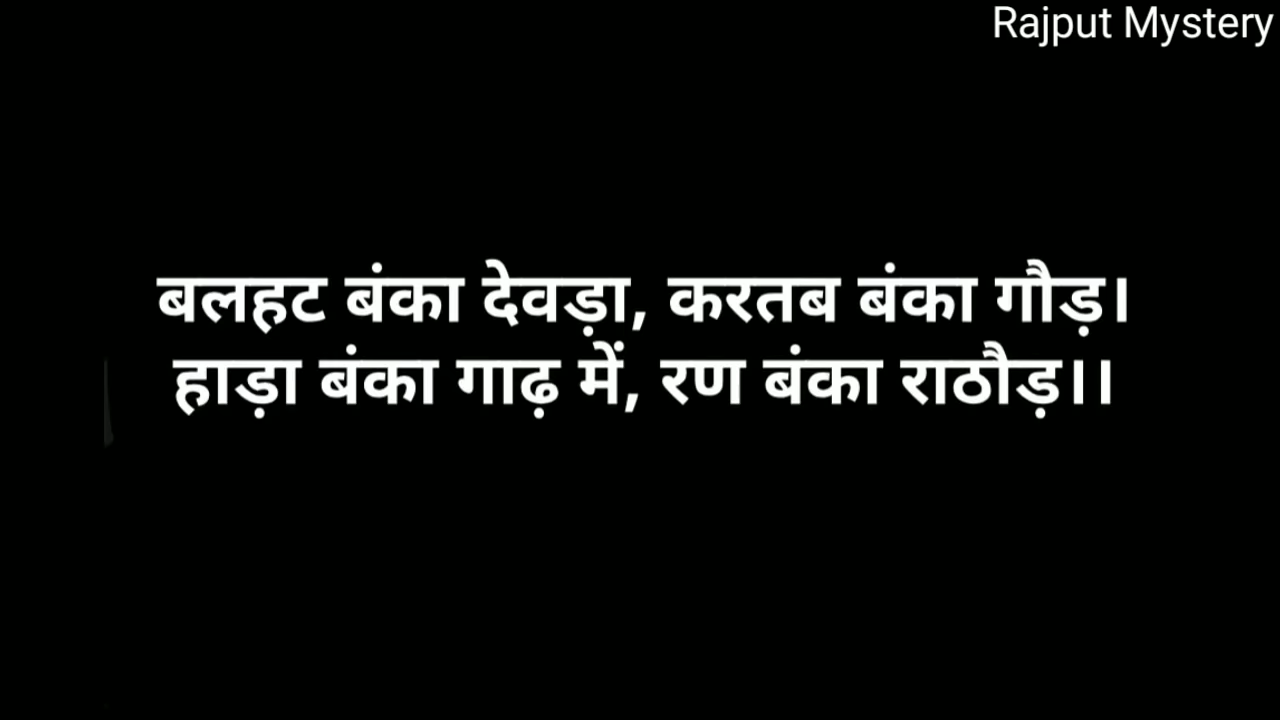 Rajput Mystery
बलहट बंका देवड़ा, करतब बंका गौड़।
हाड़ा बंका गाढ़ में, रण बंका राठौड़।।